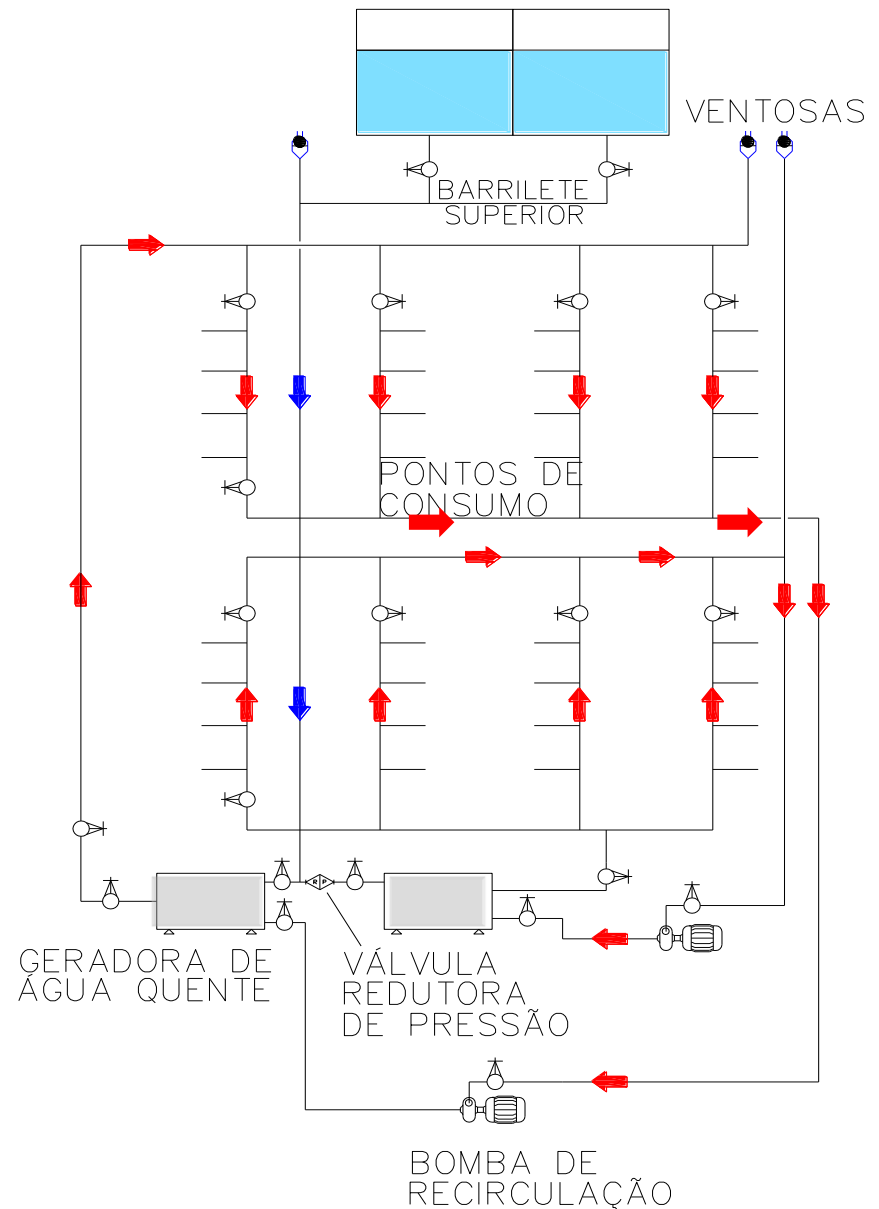 VENTOSAS
BARRILETE
SUPERIOR
PONTOS DE
CONSUMO
R P
GERADORA DE
ÁGUA QUENTE
VÁLVULA
REDUTORA
DE PRESSÃO
BOMBA DE
RECIRCULAÇÃO